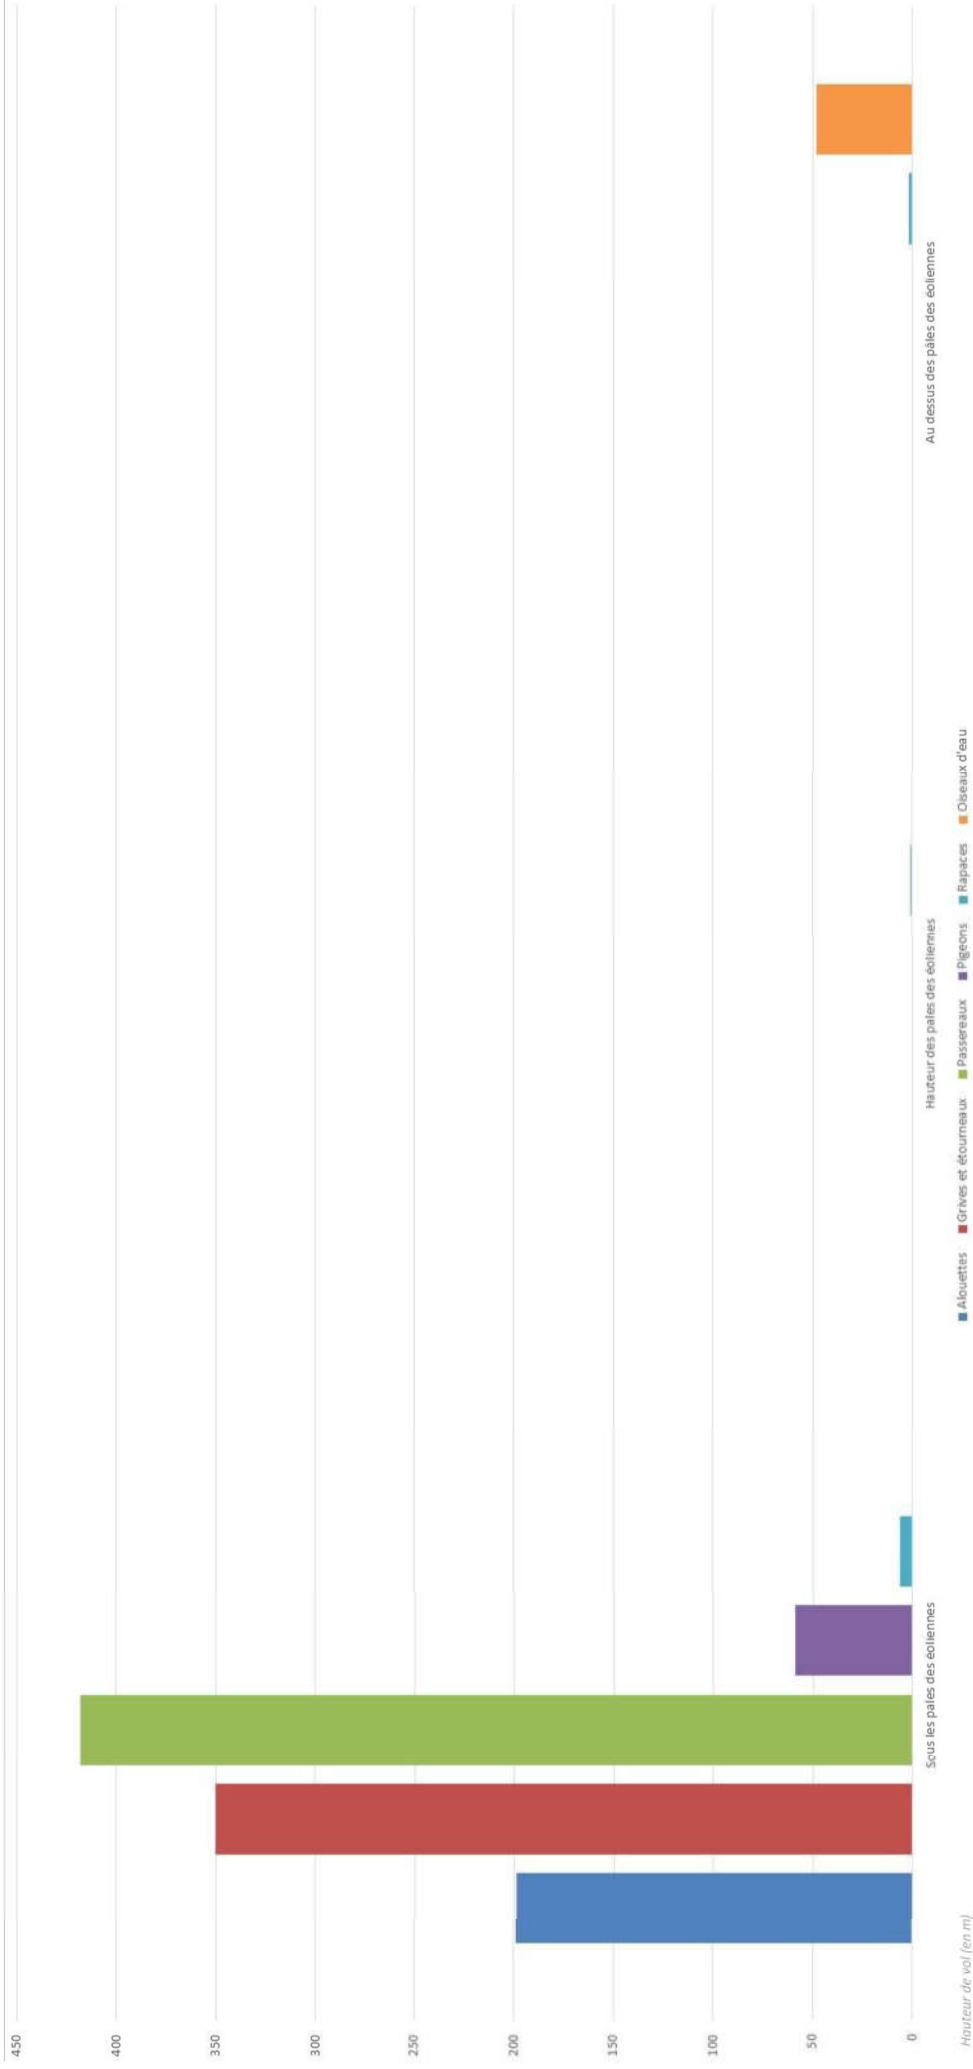 450
400
350
300
250
200
150
100
50
0
Sous les pales des éoliennes
Hauteur des pales des éoliennes
Au dessus des pâles des éoliennes
Hauteur de vol (en m)
Alouettes
Grives et étourneaux
Passereaux
Pigeons
Rapaces
Oiseaux d'eau